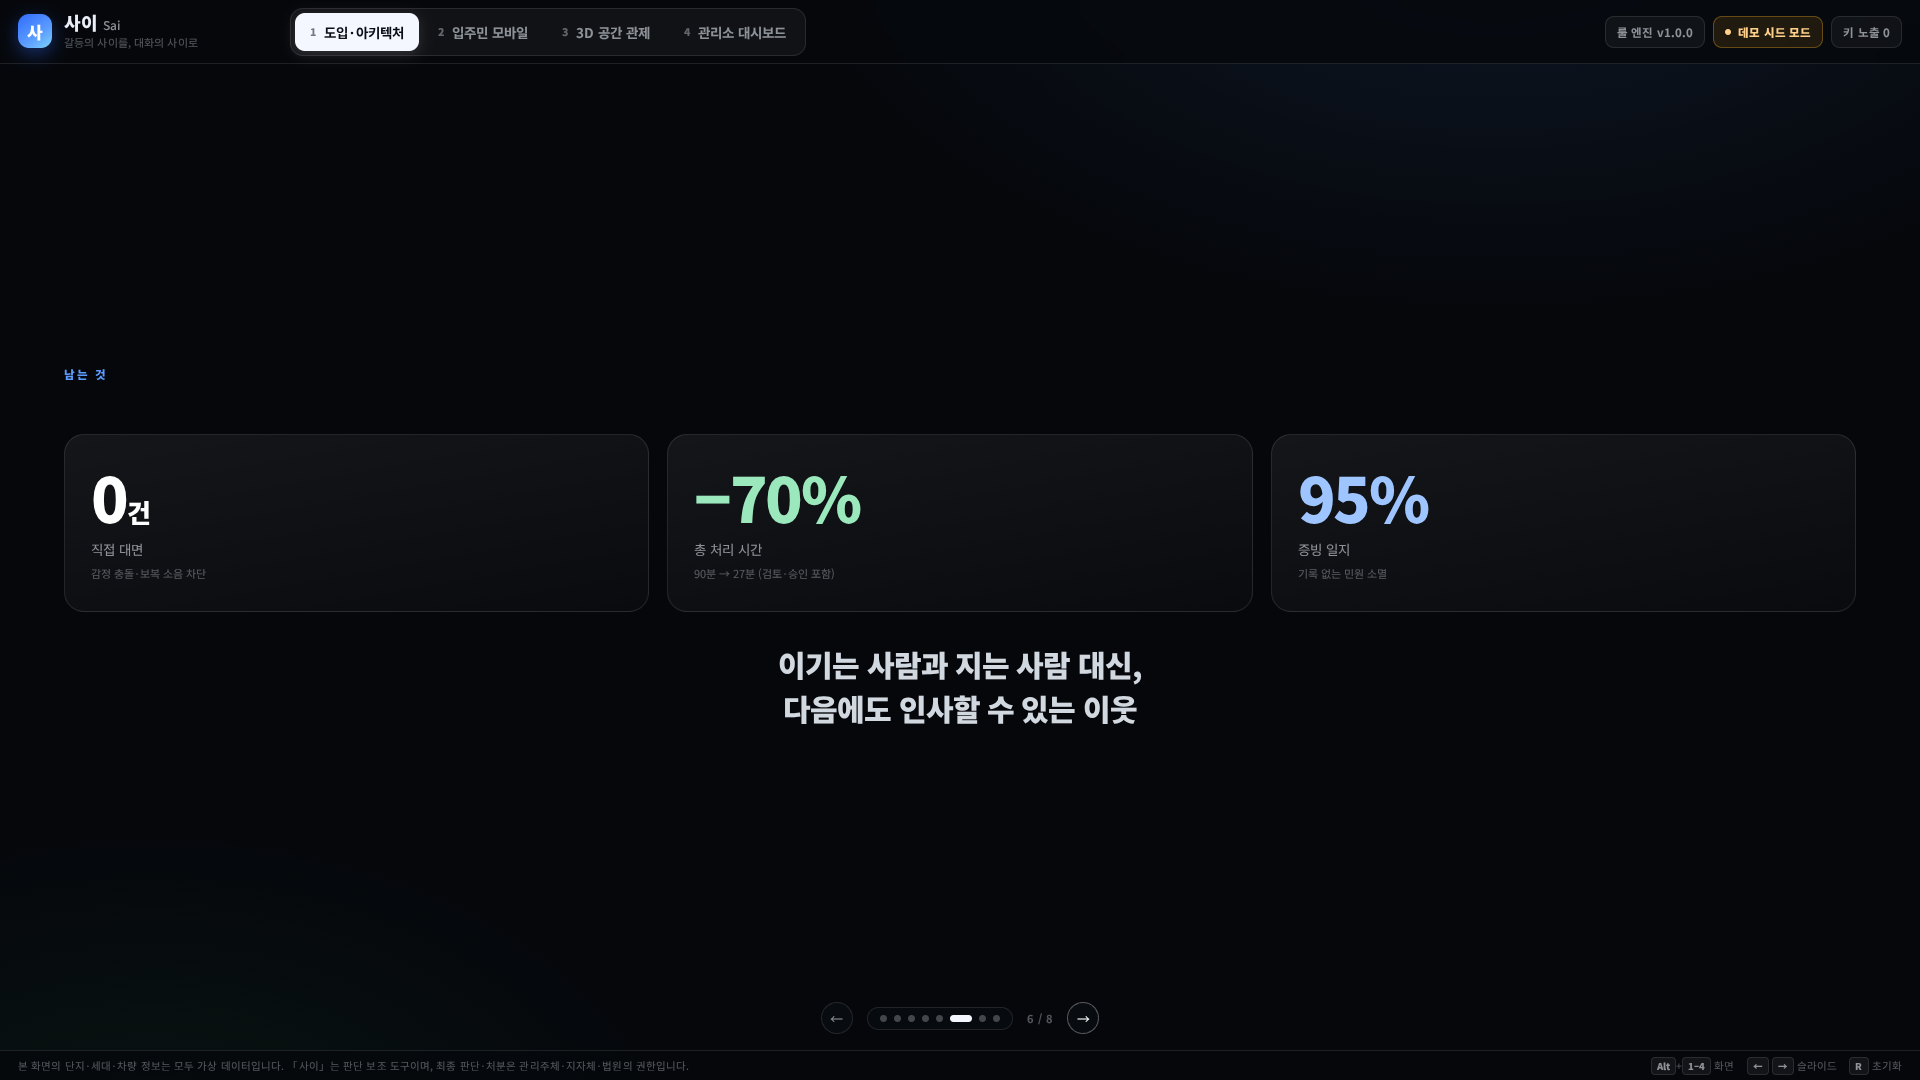 사
사이 Sai
갈등의 사이를, 대화의 사이로
1 도입·아키텍처
2 입주민 모바일
3 3D 공간 관제
4 관리소 대시보드
룰 엔진 v1.0.0
데모 시드 모드
키 노출 0
남는 것
0건
직접 대면
감정 충돌·보복 소음 차단
−70%
총 처리 시간
90분 → 27분 (검토·승인 포함)
95%
증빙 일지
기록 없는 민원 소멸
이기는 사람과 지는 사람 대신,
다음에도 인사할 수 있는 이웃
← 6 / 8 →
본 화면의 단지·세대·차량 정보는 모두 가상 데이터입니다. 「사이」는 판단 보조 도구이며, 최종 판단·처분은 관리주체·지자체·법원의 권한입니다.
Alt+1–4 화면 ← → 슬라이드 R 초기화